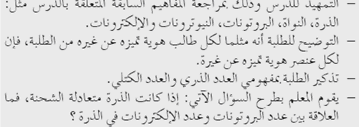 – التمهيد للدرس وذلك بمراجعة المفاهيم السابقة المتعلقة بالدرس مثل:
الذرة، النواة، البروتونات، النيوترونات والإلكترونات.
– التوضيح للطلبة أنه مثلما لكل طالب هوية تميزه عن غيره من الطلبة، فإن
لكل عنصر هوية تميزه عن غيرة.
– تذكير الطلبة بمفهومي العدد الذري والعدد الكتلي.
– يقوم المعلم بطرح السؤال الآتي: إذا كانت الذرة متعادلة الشحنة، فما
العلاقة بين عدد البروتونات وعدد الإلكترونات في الذرة ؟